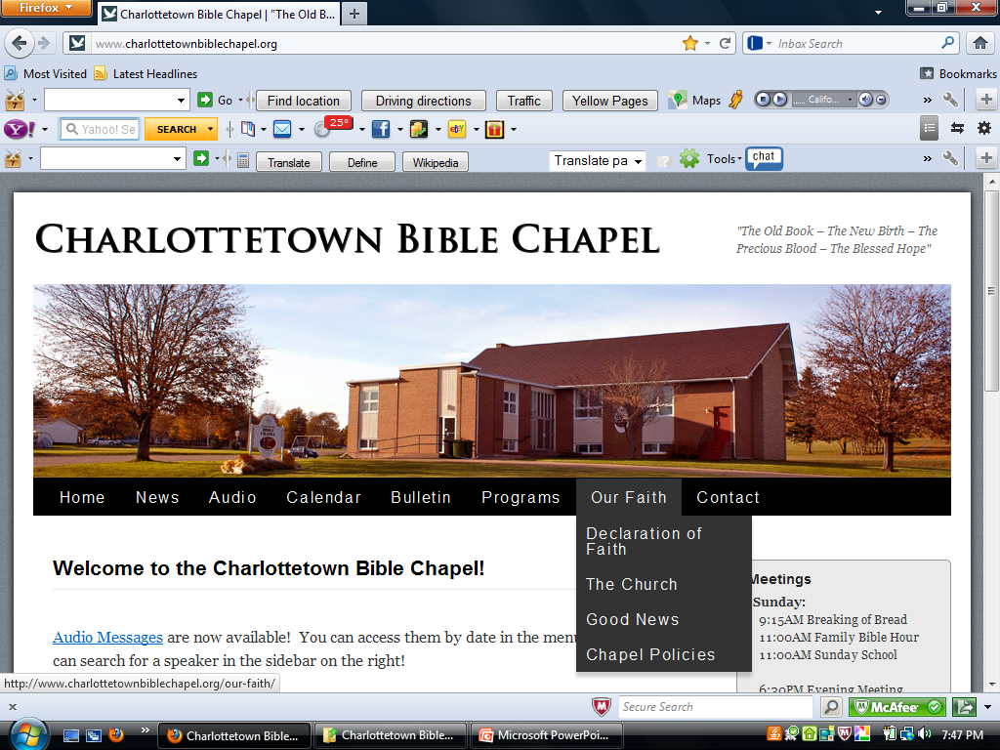 Firefox
Charlottetown Bible Chapel | "The Old B...
www.charlottetownbiblechapel.org
Inbox Search
Most Visited
Latest Headlines
Bookmarks
Go
Find location
Driving directions
Traffic
Yellow Pages
Maps
..... Califo...
Y!
Yahoo! Se
SEARCH
25°
Translate
Define
Wikipedia
Translate pa
Tools
chat
CHARLOTTETOWN BIBLE CHAPEL
"The Old Book – The New Birth – The
Precious Blood – The Blessed Hope"
Home
News
Audio
Calendar
Bulletin
Programs
Our Faith
Contact
Declaration of
Faith
The Church
Good News
Chapel Policies
Welcome to the Charlottetown Bible Chapel!
Audio Messages are now available! You can access them by date in the menu
can search for a speaker in the sidebar on the right!
Meetings
Sunday:
9:15AM Breaking of Bread
11:00AM Family Bible Hour
11:00AM Sunday School
6:30PM Evening Meeting
http://www.charlottetownbiblechapel.org/our-faith/
Secure Search
McAfee
Charlottetown Bible...
Charlottetown Bible...
Microsoft PowerPoi...
7:47 PM